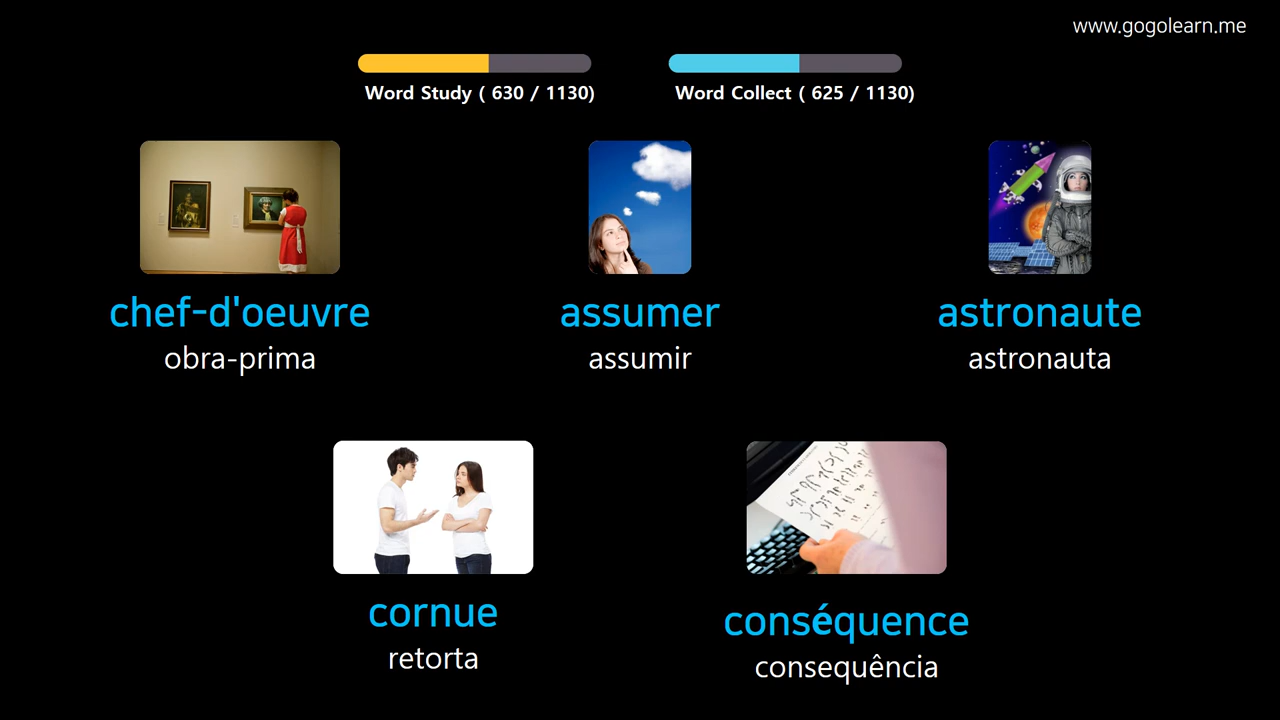 www.gogolearn.me
Word Study ( 630 / 1130)
Word Collect ( 625 / 1130)
chef-d'oeuvre
obra-prima
assumer
assumir
astronaute
astronauta
cornue
retorta
conséquence
consequência